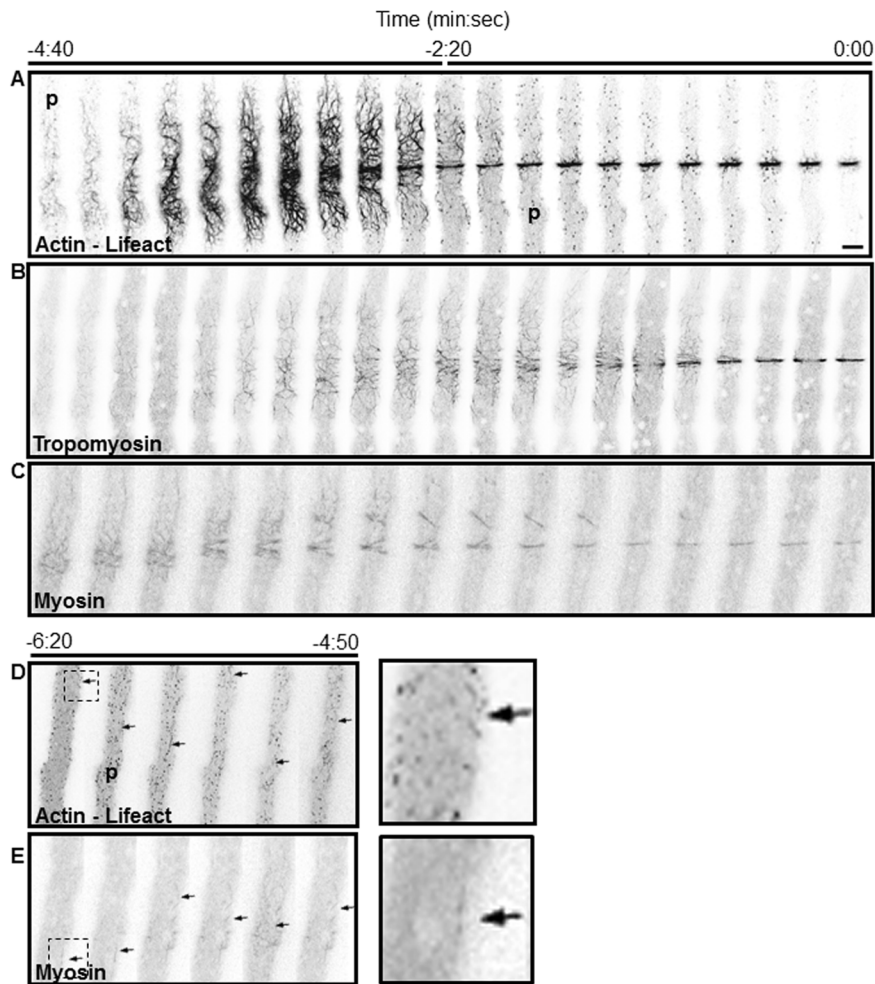 Time (min:sec)
-4:40 -2:20 0:00
A
p
p
Actin - Lifeact
B
Tropomyosin
C
Myosin
-6:20 -4:50
D
p
Actin - Lifeact
E
Myosin